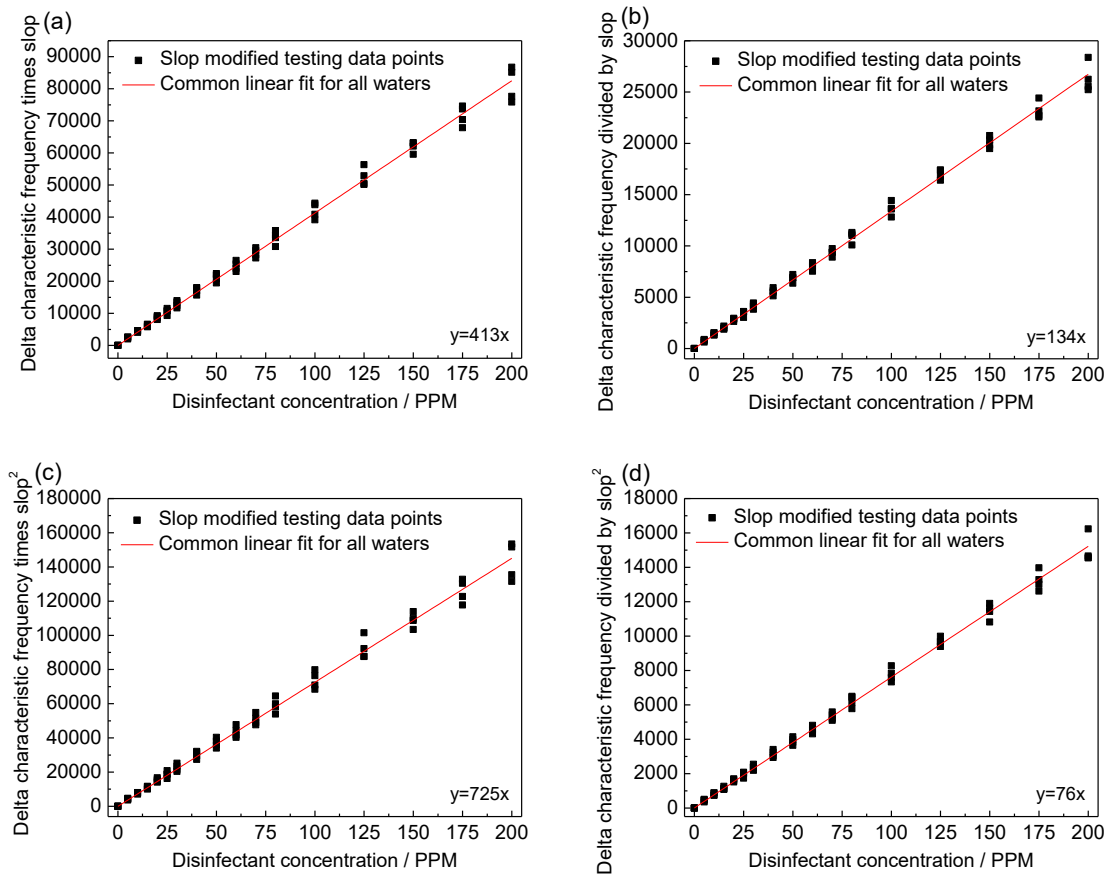 (a)
Delta characteristic frequency times slop
90000
80000
70000
60000
50000
40000
30000
20000
10000
0
Slop modified testing data points
Common linear fit for all waters
y=413x
0 25 50 75 100 125 150 175 200
Disinfectant concentration / PPM
(b)
Delta characteristic frequency divided by slop
30000
25000
20000
15000
10000
5000
0
Slop modified testing data points
Common linear fit for all waters
y=134x
0 25 50 75 100 125 150 175 200
Disinfectant concentration / PPM
(c)
Delta characteristic frequency times slop²
180000
160000
140000
120000
100000
80000
60000
40000
20000
0
Slop modified testing data points
Common linear fit for all waters
y=725x
0 25 50 75 100 125 150 175 200
Disinfectant concentration / PPM
(d)
Delta characteristic frequency divided by slop²
18000
16000
14000
12000
10000
8000
6000
4000
2000
0
Slop modified testing data points
Common linear fit for all waters
y=76x
0 25 50 75 100 125 150 175 200
Disinfectant concentration / PPM